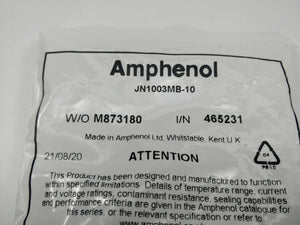 Amphenol
JN1003MB-10
W/O M873180 I/N 465231
Made in Amphenol Ltd. Whitstable, Kent.U.K
21/08/20 ATTENTION
This Product has been designed and manufactured to function
within specified limitations. Details of temperature range, current
and voltage ratings, contaminant resistance, sealing capabilities
and performance criteria are given in the Amphenol catalogue for
this series, or the relevant specification or refer to
www.amphenol